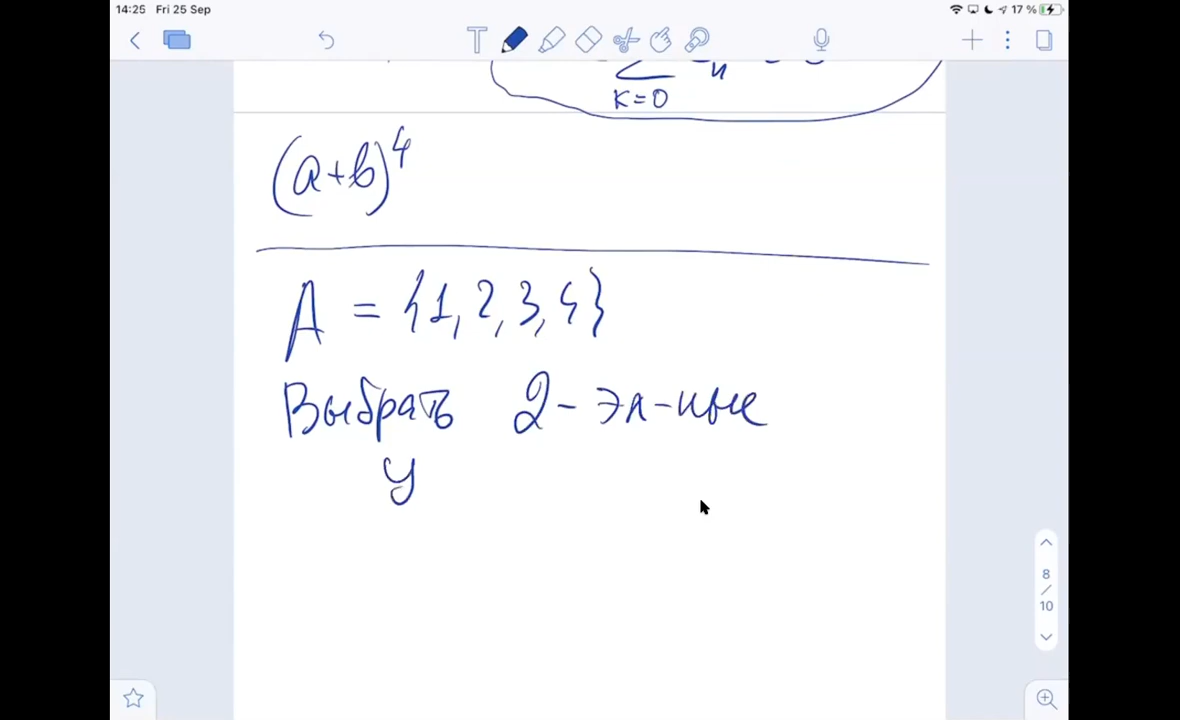 14:25 Fri 25 Sep 17 %
T
K=0
(a+b)^4
A = {1, 2, 3, 4}
Выбрать 2-эл-ные
У
8
/
10